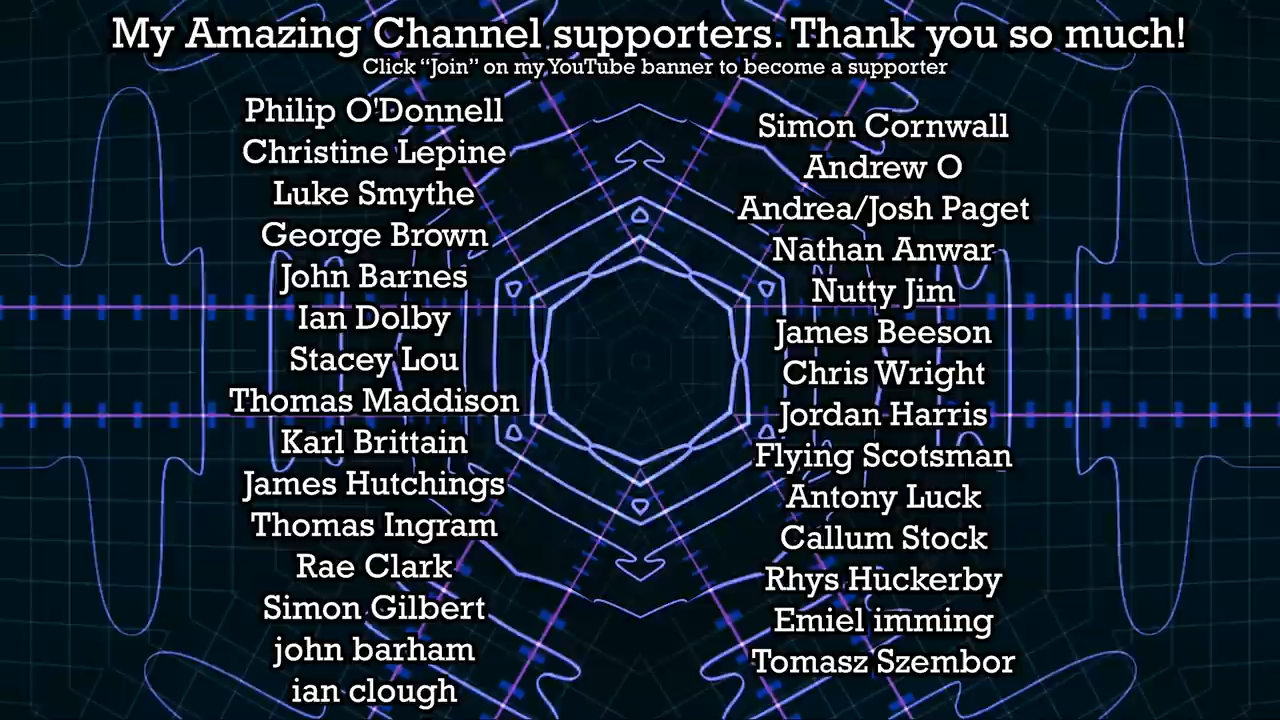 My Amazing Channel supporters. Thank you so much!
Click “Join” on my YouTube banner to become a supporter
Philip O'Donnell
Christine Lepine
Luke Smythe
George Brown
John Barnes
Ian Dolby
Stacey Lou
Thomas Maddison
Karl Brittain
James Hutchings
Thomas Ingram
Rae Clark
Simon Gilbert
john barham
ian clough
Simon Cornwall
Andrew O
Andrea/Josh Paget
Nathan Anwar
Nutty Jim
James Beeson
Chris Wright
Jordan Harris
Flying Scotsman
Antony Luck
Callum Stock
Rhys Huckerby
Emiel imming
Tomasz Szembor